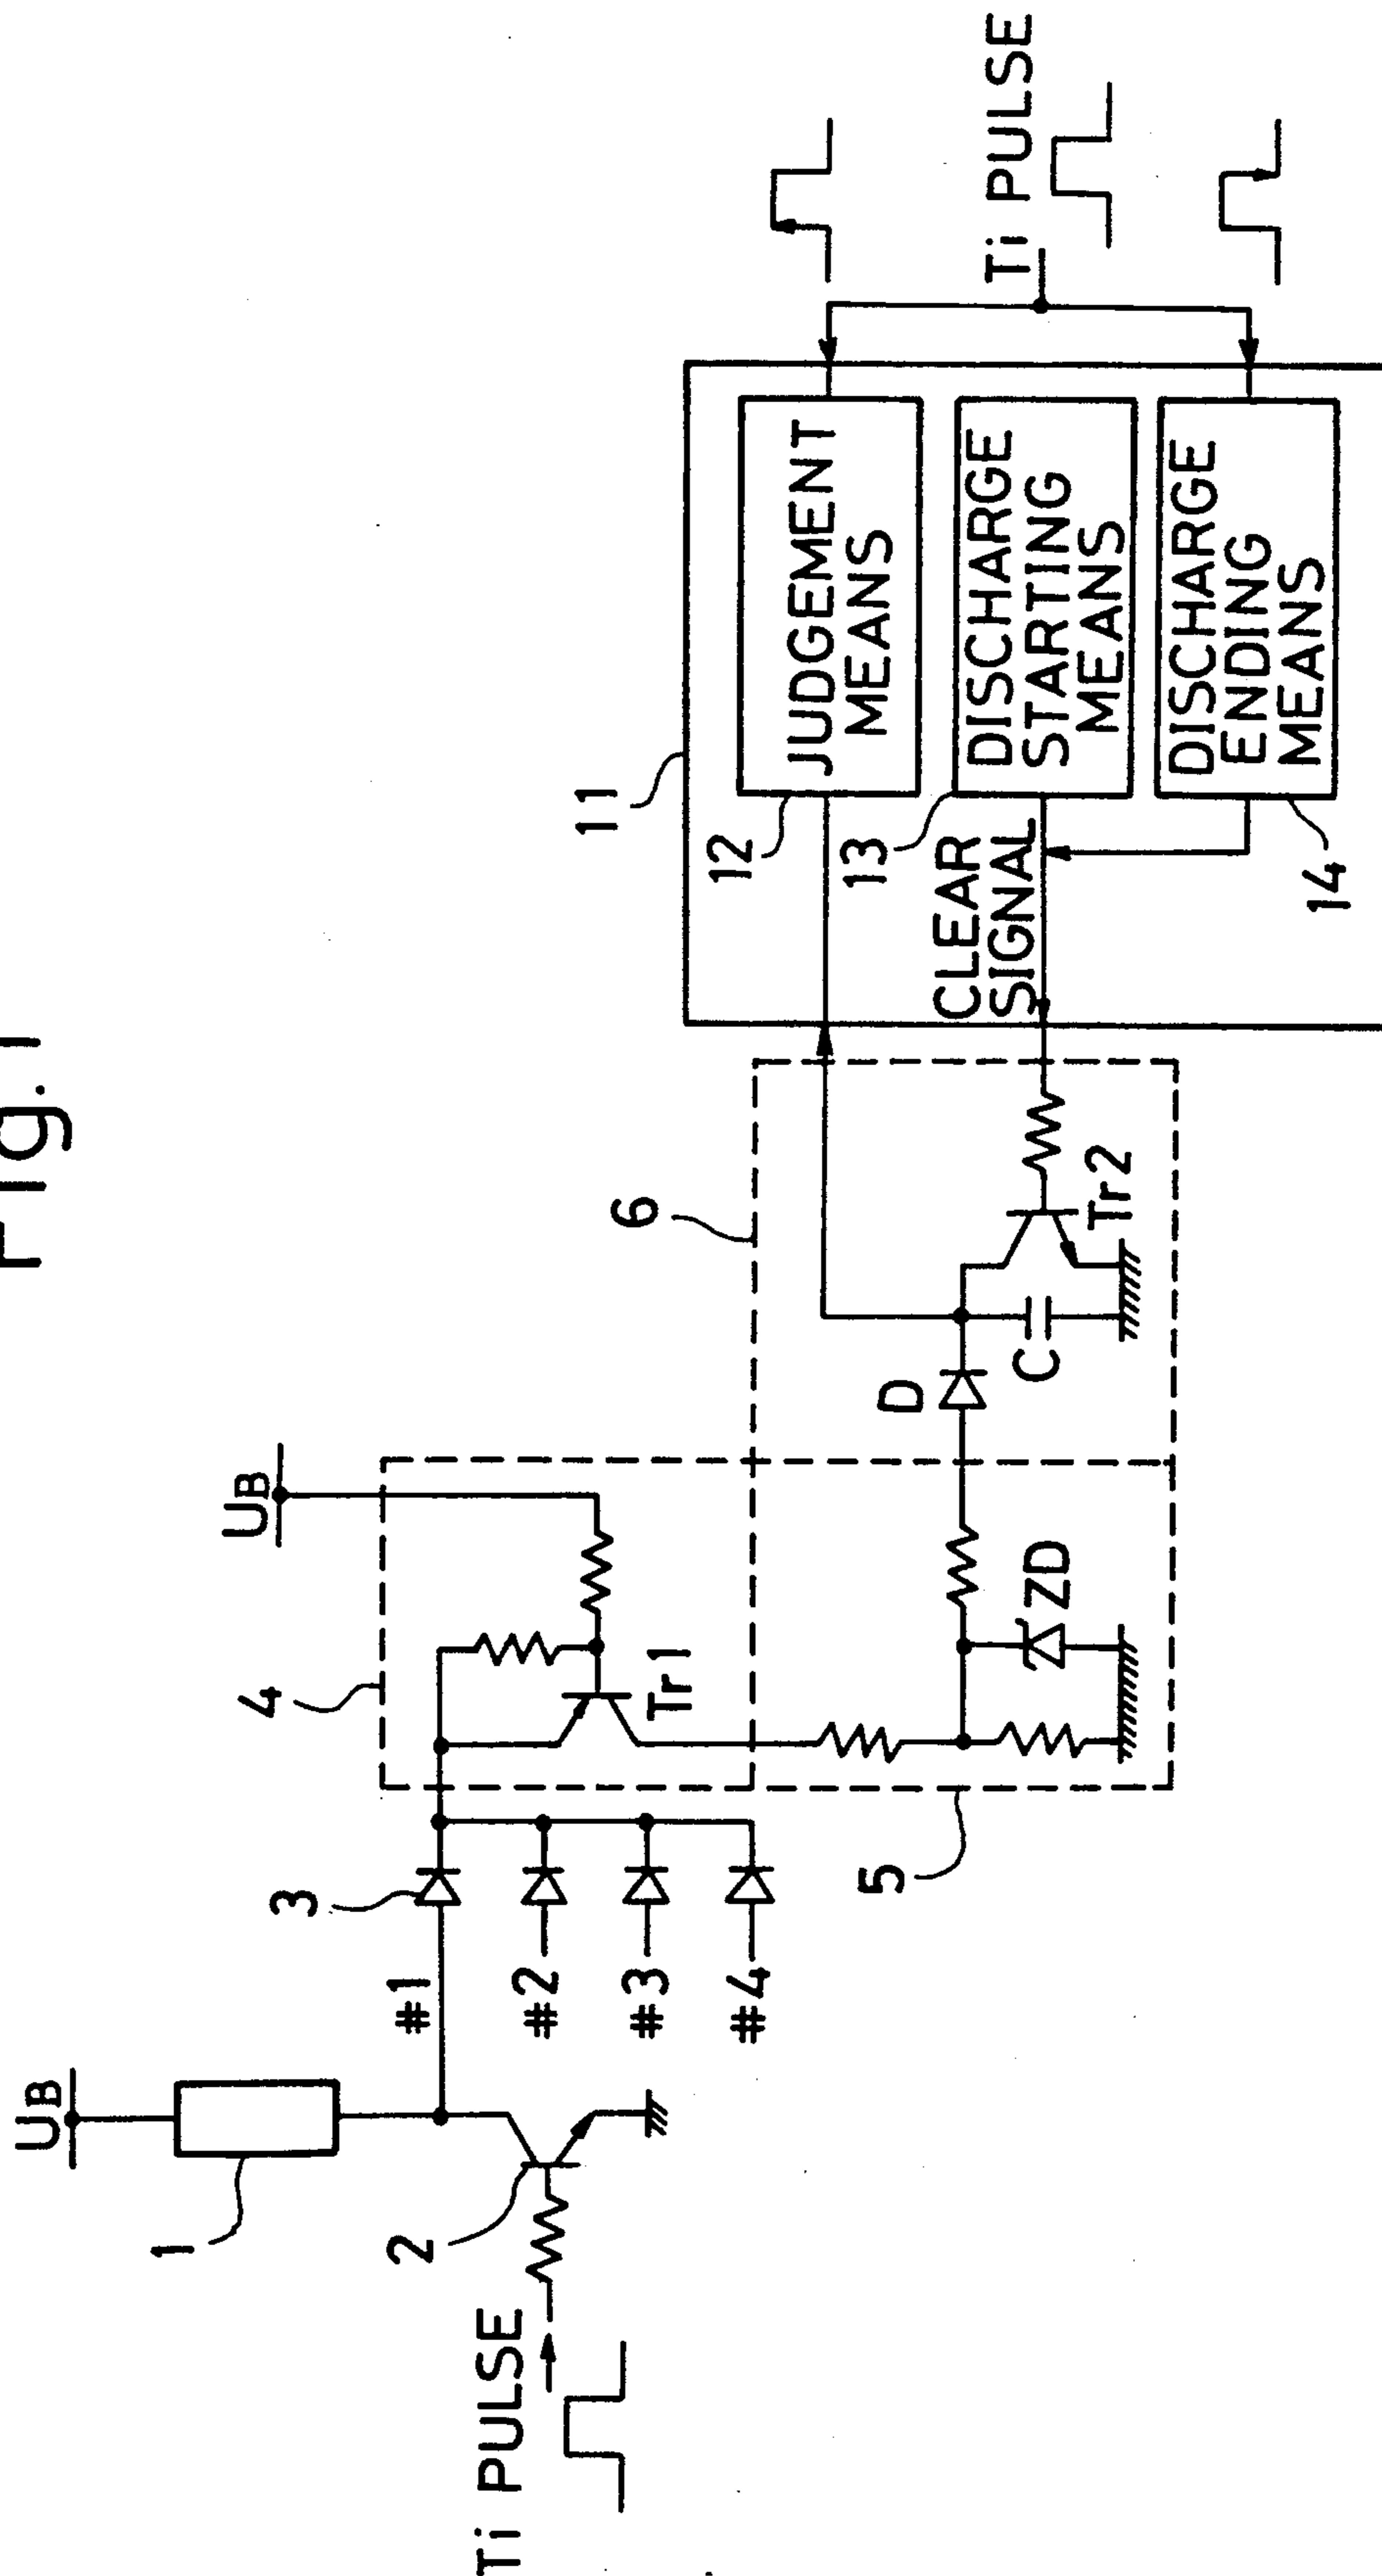 Fig.1
UB
1
2
Ti PULSE
#1
#2
#3
#4
3
4
UB
Tr1
5
ZD
6
D
C
Tr2
11
12
JUDGEMENT
MEANS
CLEAR
SIGNAL
13
DISCHARGE
STARTING
MEANS
14
DISCHARGE
ENDING
MEANS
Ti PULSE